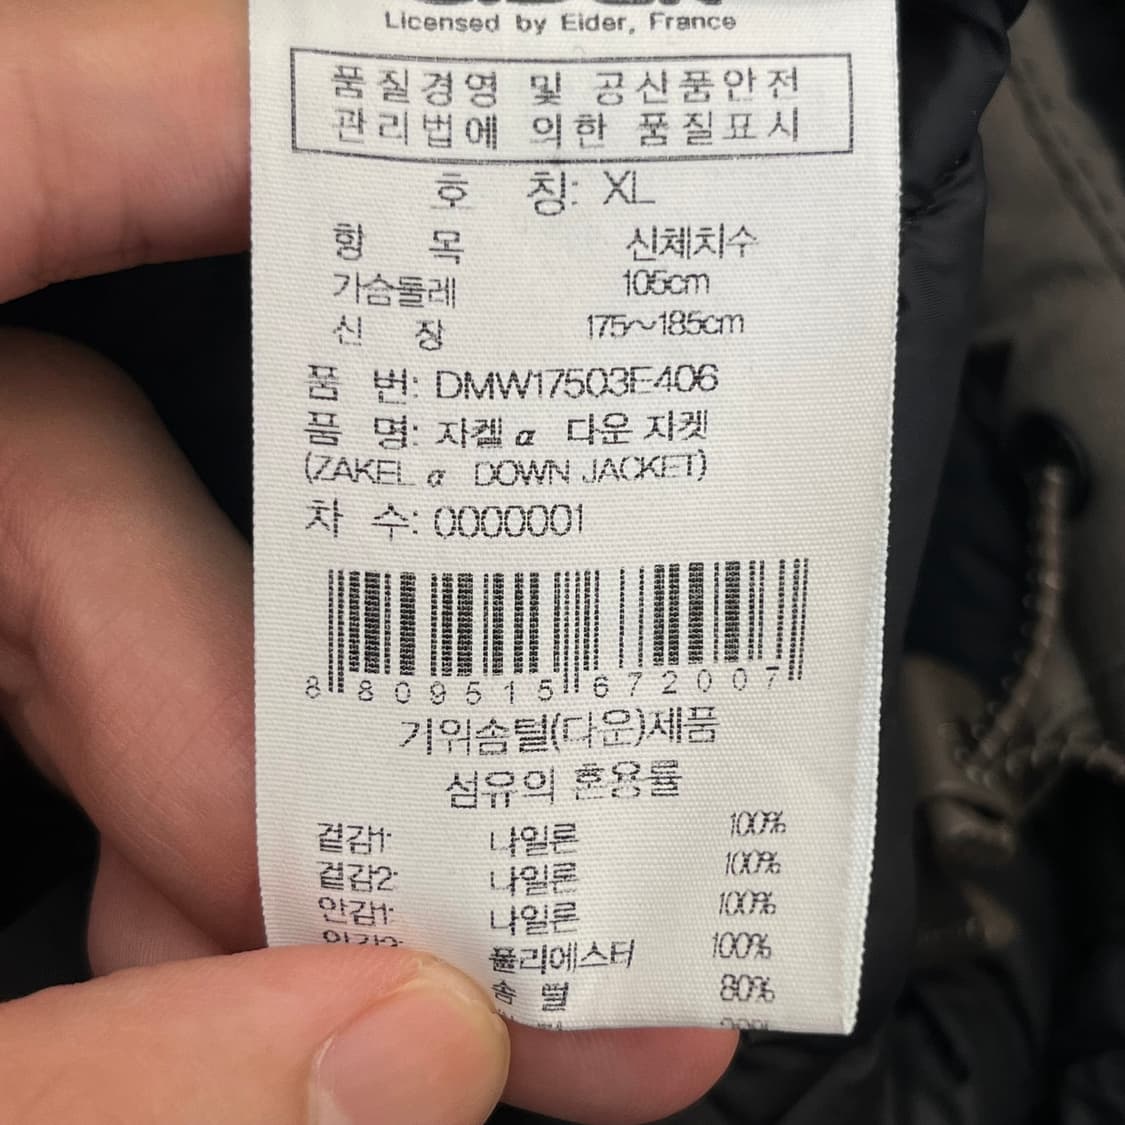 Licensed by Eider, France
품질경영 및 공산품안전
관리법에 의한 품질표시
호 칭: XL
항 목 신체치수
가슴둘레 105cm
신 장 175~185cm
품 번: DMW17503E406
품 명: 자켈 α 다운 자켓
(ZAKEL α DOWN JACKET)
차 수: 0000001
8 809515 672007
거위솜털(다운)제품
섬유의 혼용률
겉감1: 나일론 100%
겉감2: 나일론 100%
안감1: 나일론 100%
안감2: 폴리에스터 100%
솜 털 80%